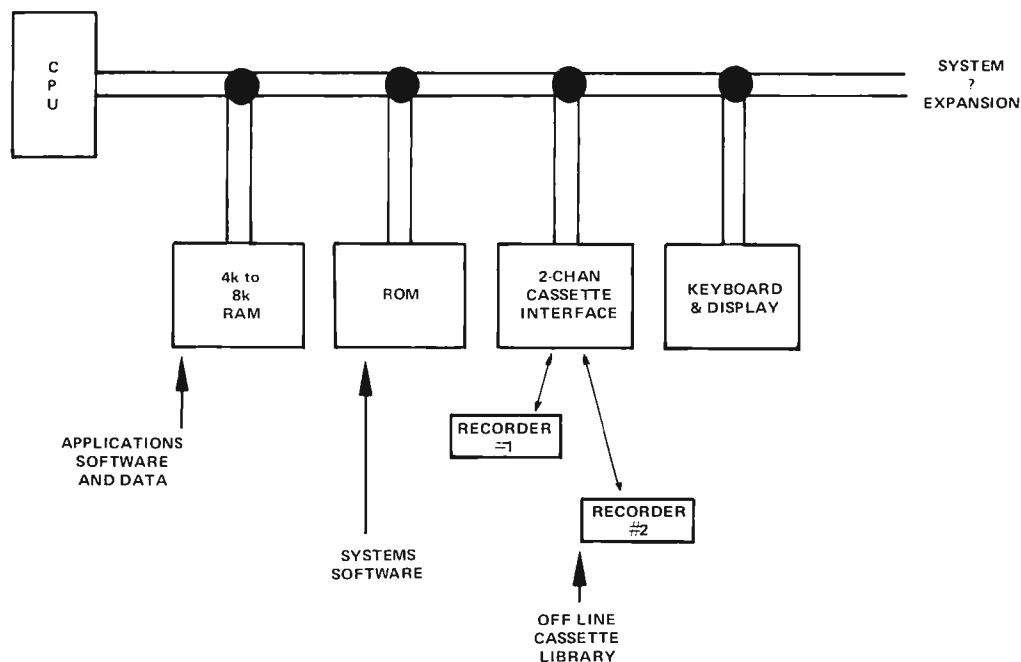 C
P
U
SYSTEM
?
EXPANSION
4k to
8k
RAM
ROM
2-CHAN
CASSETTE
INTERFACE
KEYBOARD
& DISPLAY
RECORDER
#1
RECORDER
#2
APPLICATIONS
SOFTWARE
AND DATA
SYSTEMS
SOFTWARE
OFF LINE
CASSETTE
LIBRARY